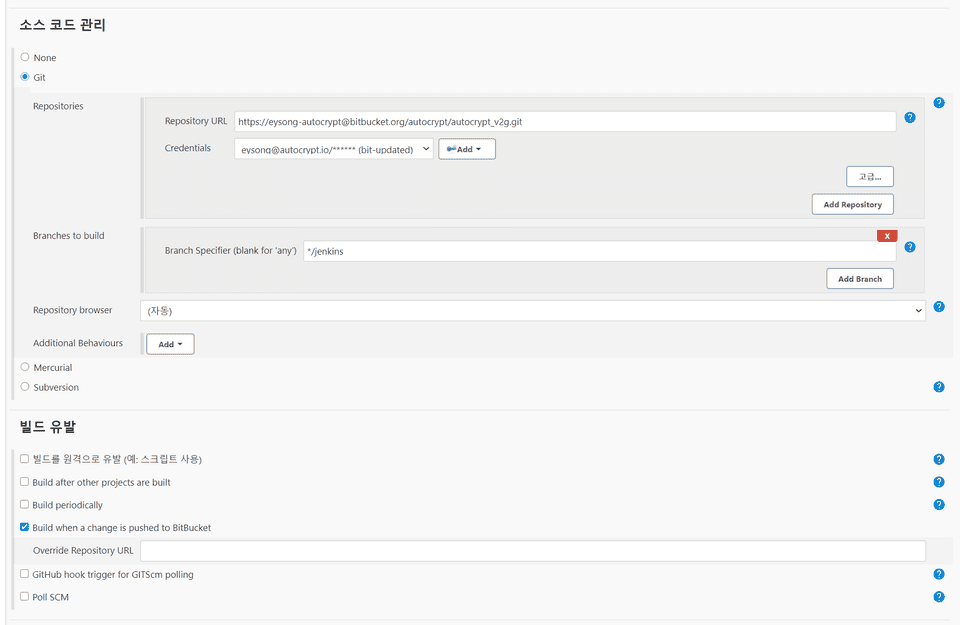 소스 코드 관리
None
Git
Repositories
Repository URL https://eysong-autocrypt@bitbucket.org/autocrypt/autocrypt_v2g.git
Credentials eysong@autocrypt.io/****** (bit-updated) Add
고급...
Add Repository
Branches to build
X
Branch Specifier (blank for 'any') */jenkins
Add Branch
Repository browser (자동)
Additional Behaviours Add
Mercurial
Subversion
빌드 유발
빌드를 원격으로 유발 (예: 스크립트 사용)
Build after other projects are built
Build periodically
Build when a change is pushed to BitBucket
Override Repository URL
GitHub hook trigger for GITScm polling
Poll SCM